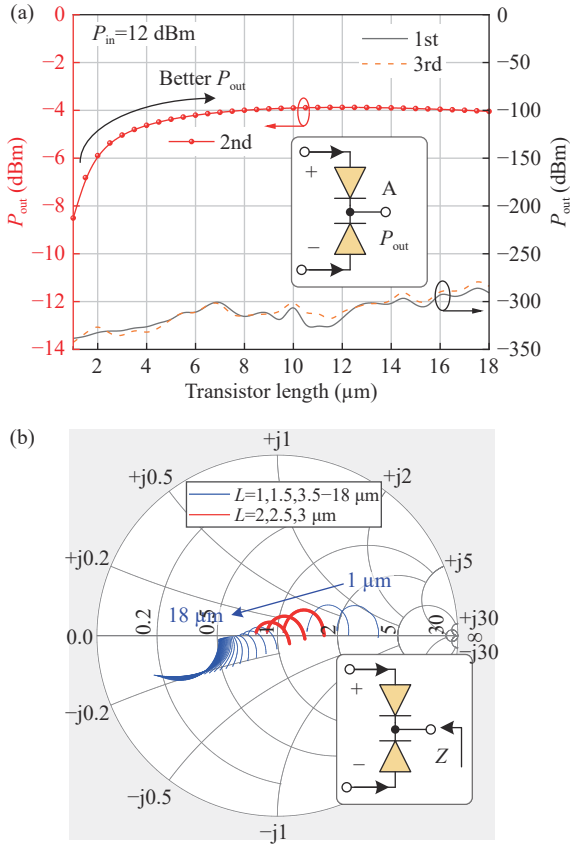 (a)
P_in=12 dBm
Better P_out
2nd
1st
3rd
A
+
−
P_out
0
−2
−4
−6
−8
−10
−12
−14
P_out (dBm)
0
−50
−100
−150
−200
−250
−300
−350
P_out (dBm)
2 4 6 8 10 12 14 16 18
Transistor length (µm)
(b)
+j1
+j0.5
+j2
L=1,1.5,3.5−18 µm
L=2,2.5,3 µm
+j0.2
+j5
1 µm
18 µm
0.0
0.2
0.5
1
2
5
30
+j30
∞
−j30
−j0.2
−j0.5
−j1
+
−
Z